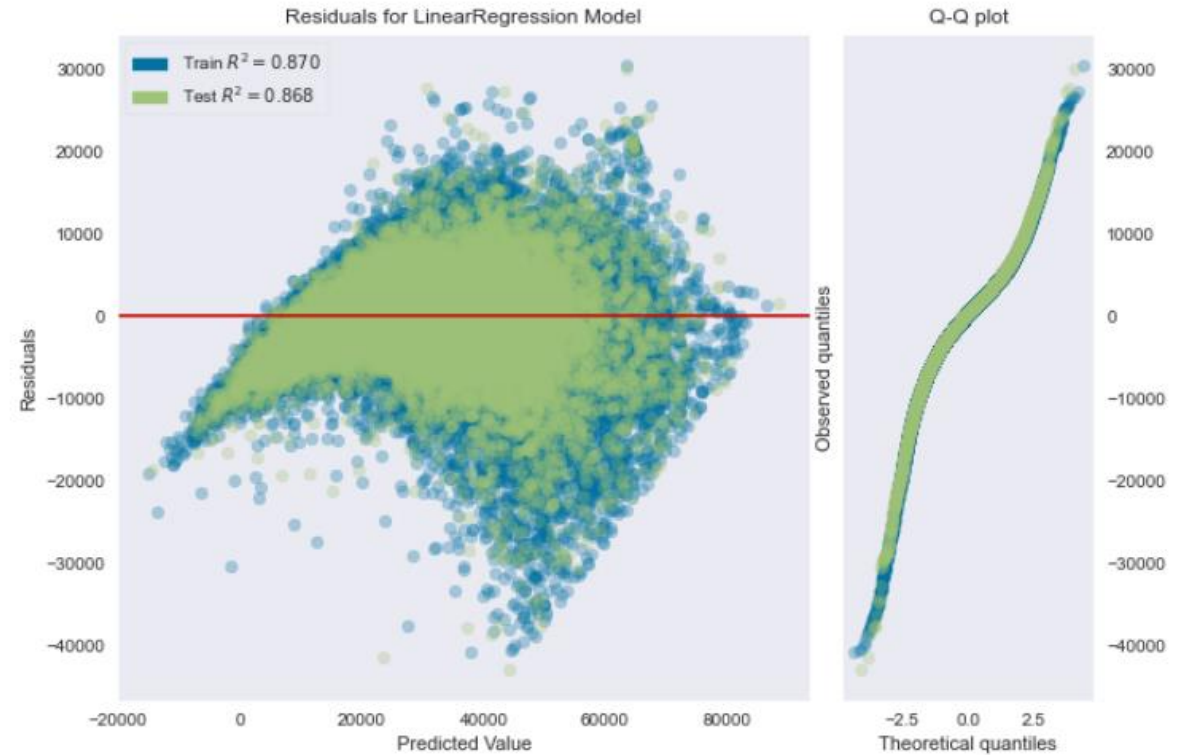 Residuals for LinearRegression Model
Q-Q plot
Train R² = 0.870
Test R² = 0.868
30000
20000
10000
0
−10000
−20000
−30000
−40000
Residuals
−20000 0 20000 40000 60000 80000
Predicted Value
Observed quantiles
30000
20000
10000
0
−10000
−20000
−30000
−40000
−2.5 0.0 2.5
Theoretical quantiles